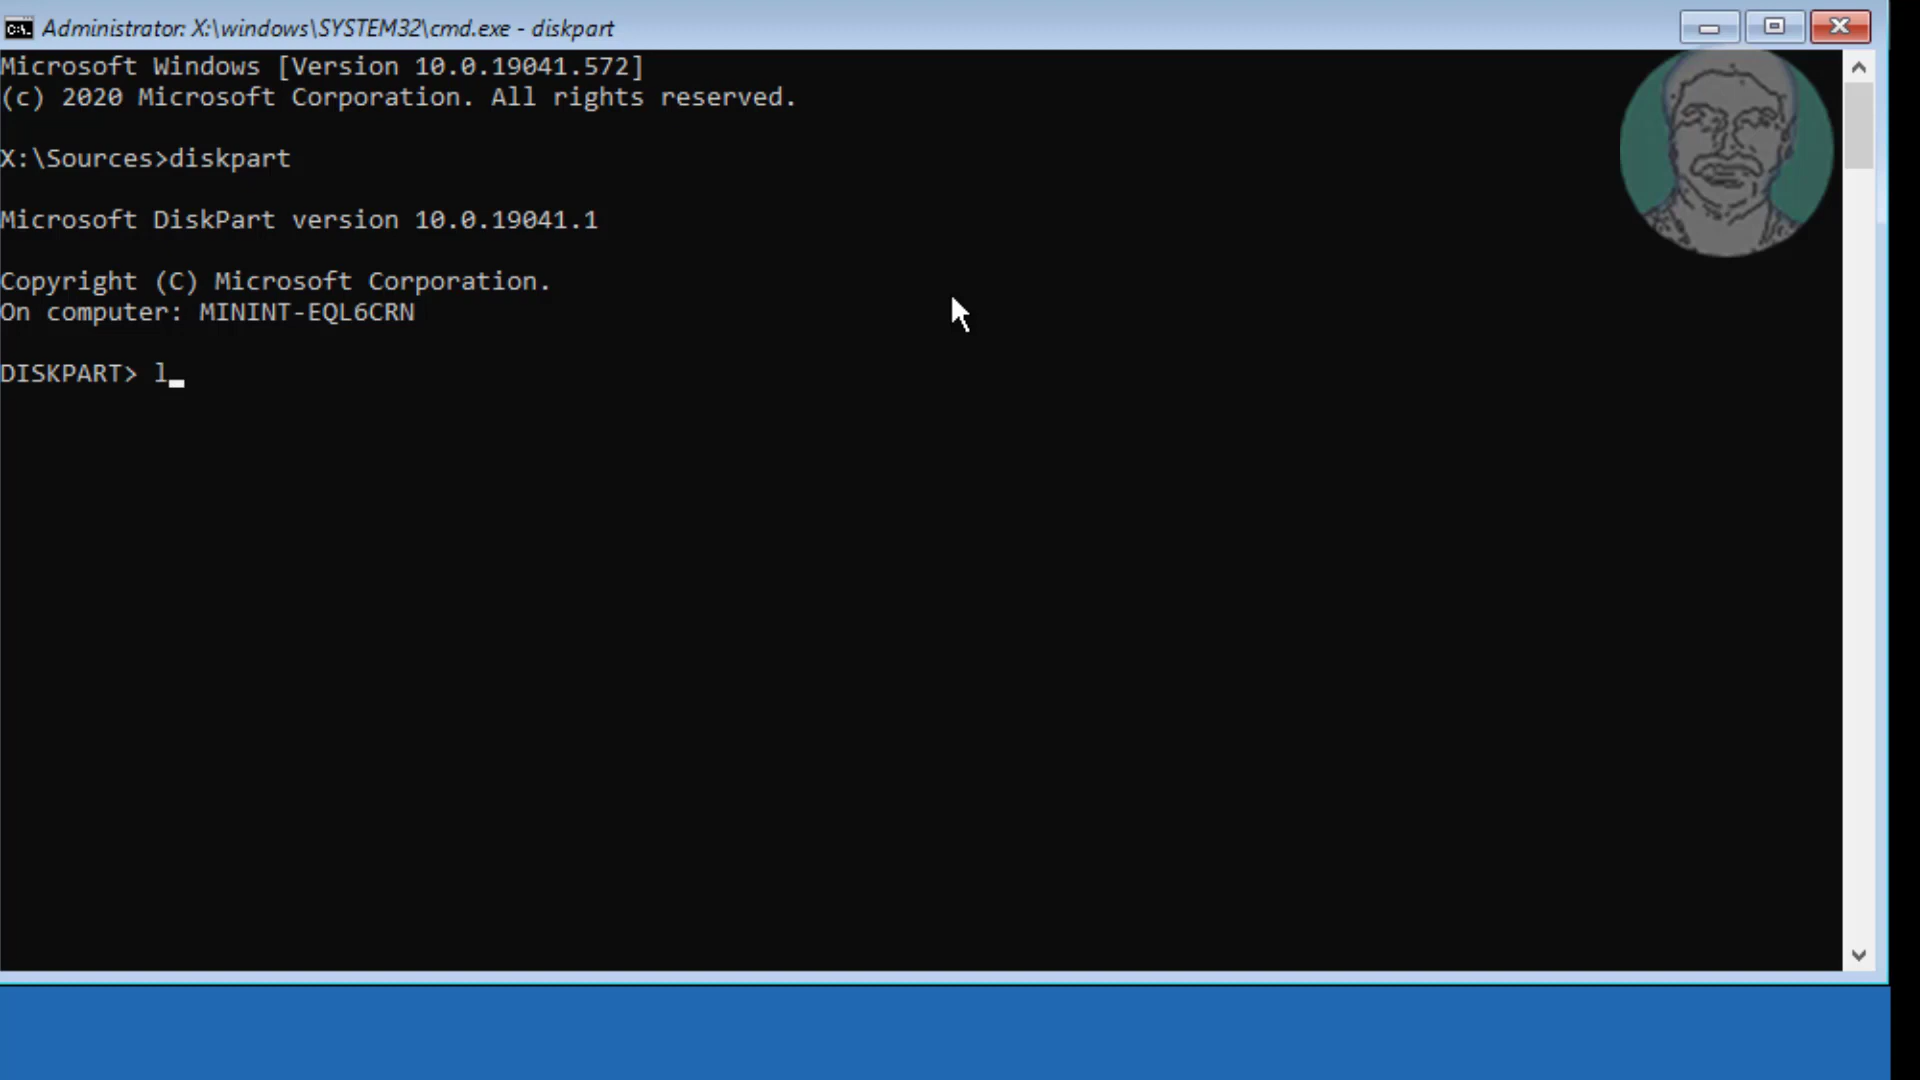 Administrator: X:\windows\SYSTEM32\cmd.exe - diskpart
Microsoft Windows [Version 10.0.19041.572]
(c) 2020 Microsoft Corporation. All rights reserved.
X:\Sources>diskpart
Microsoft DiskPart version 10.0.19041.1
Copyright (C) Microsoft Corporation.
On computer: MININT-EQL6CRN
DISKPART> l